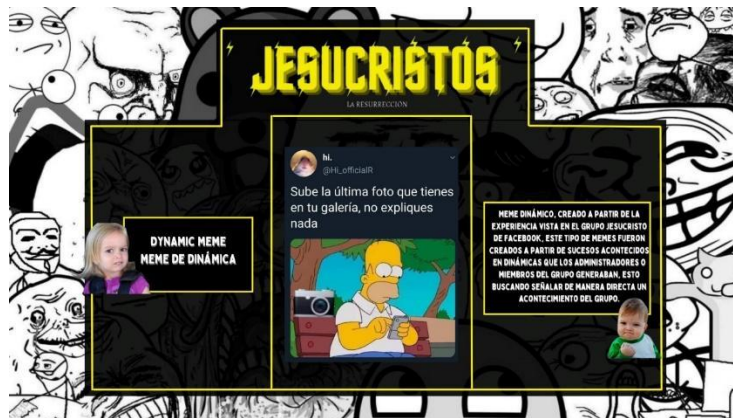 JESUCRISTOS
LA RESURRECCIÓN
hi.
@Hi_officialR
Sube la última foto que tienes
en tu galería, no expliques
nada
DYNAMIC MEME
MEME DE DINÁMICA
MEME DINÁMICO, CREADO A PARTIR DE LA
EXPERIENCIA VISTA EN EL GRUPO JESUCRISTO
DE FACEBOOK, ESTE TIPO DE MEMES FUERON
CREADOS A PARTIR DE SUCESOS ACONTECIDOS
EN DINÁMICAS QUE LOS ADMINISTRADORES O
MIEMBROS DEL GRUPO GENERABAN, ESTO
BUSCANDO SEÑALAR DE MANERA DIRECTA UN
ACONTECIMIENTO DEL GRUPO.